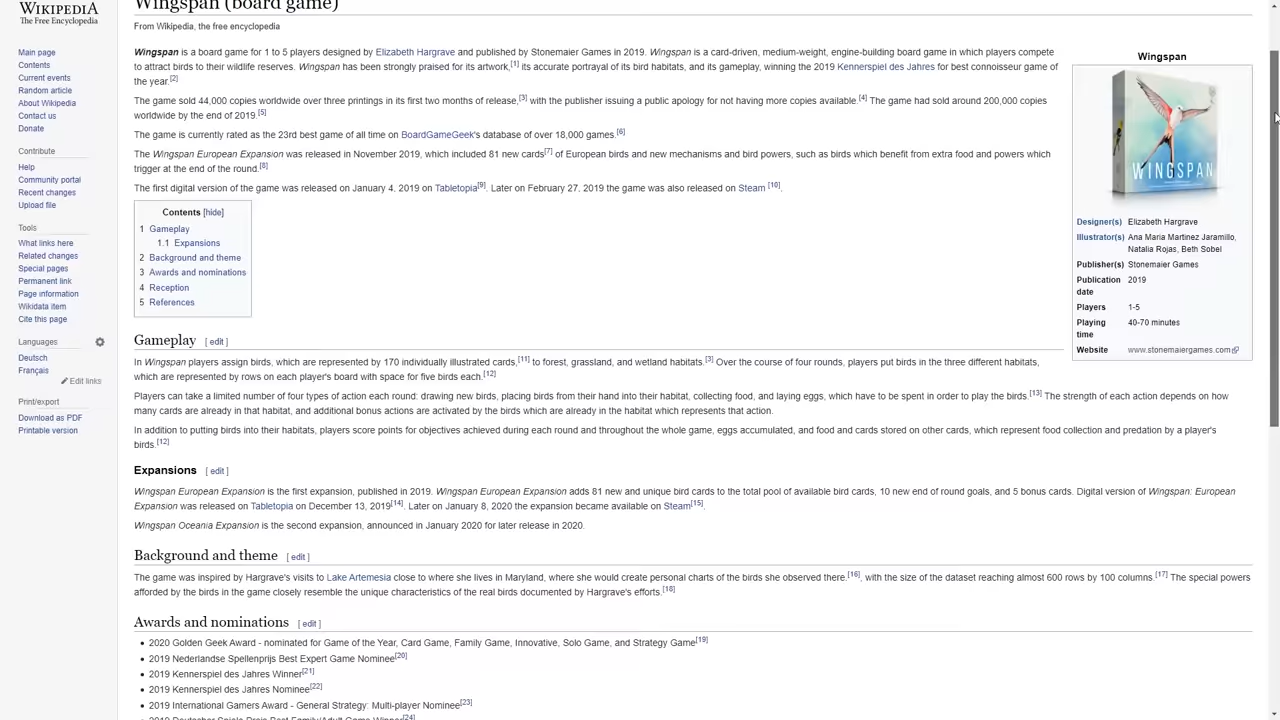 WIKIPEDIA
The Free Encyclopedia
Main page
Contents
Current events
Random article
About Wikipedia
Contact us
Donate
Contribute
Help
Community portal
Recent changes
Upload file
Tools
What links here
Related changes
Special pages
Permanent link
Page information
Wikidata item
Cite this page
Languages
Deutsch
Français
Edit links
Print/export
Download as PDF
Printable version
Wingspan (board game)
From Wikipedia, the free encyclopedia
Wingspan is a board game for 1 to 5 players designed by Elizabeth Hargrave and published by Stonemaier Games in 2019. Wingspan is a card-driven, medium-weight, engine-building board game in which players compete
to attract birds to their wildlife reserves. Wingspan has been strongly praised for its artwork,[1] its accurate portrayal of its bird habitats, and its gameplay, winning the 2019 Kennerspiel des Jahres for best connoisseur game of
the year.[2]
The game sold 44,000 copies worldwide over three printings in its first two months of release,[3] with the publisher issuing a public apology for not having more copies available.[4] The game had sold around 200,000 copies
worldwide by the end of 2019.[5]
The game is currently rated as the 23rd best game of all time on BoardGameGeek's database of over 18,000 games.[6]
The Wingspan European Expansion was released in November 2019, which included 81 new cards[7] of European birds and new mechanisms and bird powers, such as birds which benefit from extra food and powers which
trigger at the end of the round.[8]
The first digital version of the game was released on January 4, 2019 on Tabletopia[9]. Later on February 27, 2019 the game was also released on Steam [10].
Contents [hide]
1 Gameplay
1.1 Expansions
2 Background and theme
3 Awards and nominations
4 Reception
5 References
Wingspan
WINGSPAN
Designer(s) Elizabeth Hargrave
Illustrator(s) Ana Maria Martinez Jaramillo,
Natalia Rojas, Beth Sobel
Publisher(s) Stonemaier Games
Publication 2019
date
Players 1-5
Playing 40-70 minutes
time
Website www.stonemaiergames.com
Gameplay [ edit ]
In Wingspan players assign birds, which are represented by 170 individually illustrated cards,[11] to forest, grassland, and wetland habitats.[3] Over the course of four rounds, players put birds in the three different habitats,
which are represented by rows on each player's board with space for five birds each.[12]
Players can take a limited number of four types of action each round: drawing new birds, placing birds from their hand into their habitat, collecting food, and laying eggs, which have to be spent in order to play the birds.[13] The strength of each action depends on how
many cards are already in that habitat, and additional bonus actions are activated by the birds which are already in the habitat which represents that action.
In addition to putting birds into their habitats, players score points for objectives achieved during each round and throughout the whole game, eggs accumulated, and food and cards stored on other cards, which represent food collection and predation by a player's
birds.[12]
Expansions [ edit ]
Wingspan European Expansion is the first expansion, published in 2019. Wingspan European Expansion adds 81 new and unique bird cards to the total pool of available bird cards, 10 new end of round goals, and 5 bonus cards. Digital version of Wingspan: European
Expansion was released on Tabletopia on December 13, 2019[14]. Later on January 8, 2020 the expansion became available on Steam[15].
Wingspan Oceania Expansion is the second expansion, announced in January 2020 for later release in 2020.
Background and theme [ edit ]
The game was inspired by Hargrave's visits to Lake Artemesia close to where she lives in Maryland, where she would create personal charts of the birds she observed there.[16], with the size of the dataset reaching almost 600 rows by 100 columns.[17] The special powers
afforded by the birds in the game closely resemble the unique characteristics of the real birds documented by Hargrave's efforts.[18]
Awards and nominations [ edit ]
• 2020 Golden Geek Award - nominated for Game of the Year, Card Game, Family Game, Innovative, Solo Game, and Strategy Game[19]
• 2019 Nederlandse Spellenprijs Best Expert Game Nominee[20]
• 2019 Kennerspiel des Jahres Winner[21]
• 2019 Kennerspiel des Jahres Nominee[22]
• 2019 International Gamers Award - General Strategy: Multi-player Nominee[23]
• 2019 Deutscher Spiele Preis Best Family/Adult Game Winner[24]